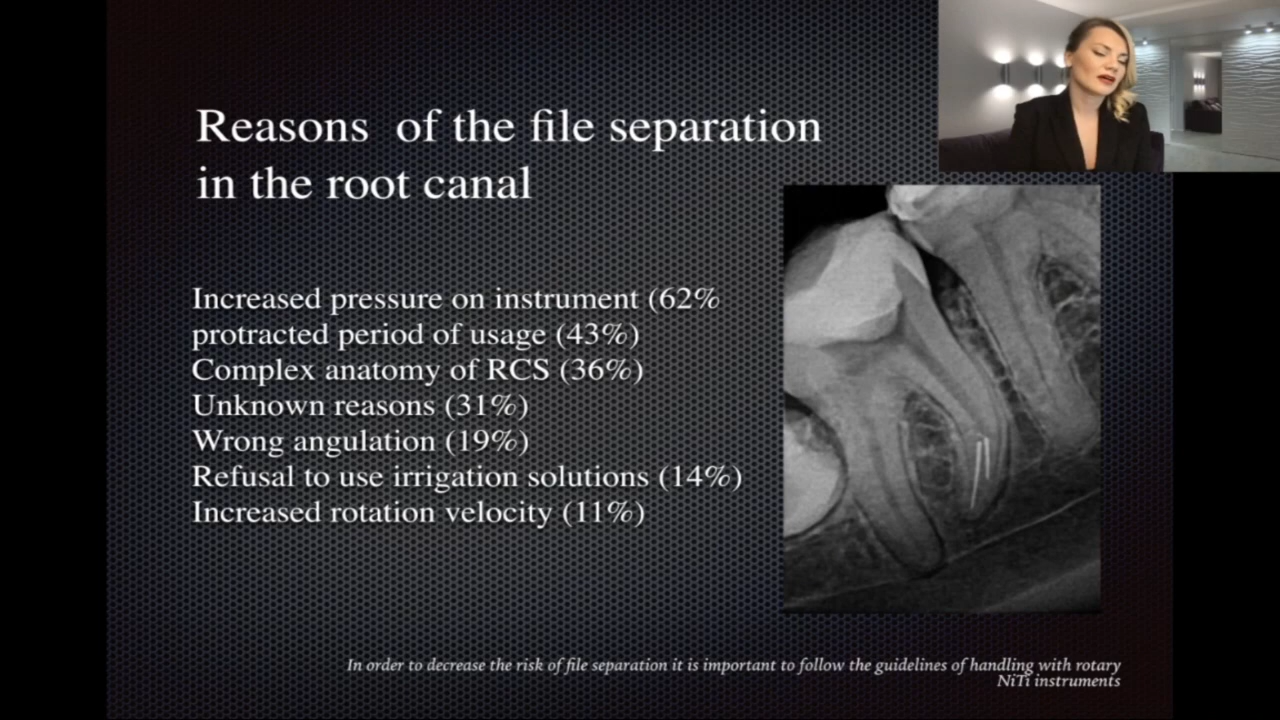 Reasons  of the file separation
in the root canal
Increased pressure on instrument (62%
protracted period of usage (43%)
Complex anatomy of RCS (36%)
Unknown reasons (31%)
Wrong angulation (19%)
Refusal to use irrigation solutions (14%)
Increased rotation velocity (11%)
In order to decrease the risk of file separation it is important to follow the guidelines of handling with rotary
NiTi instruments